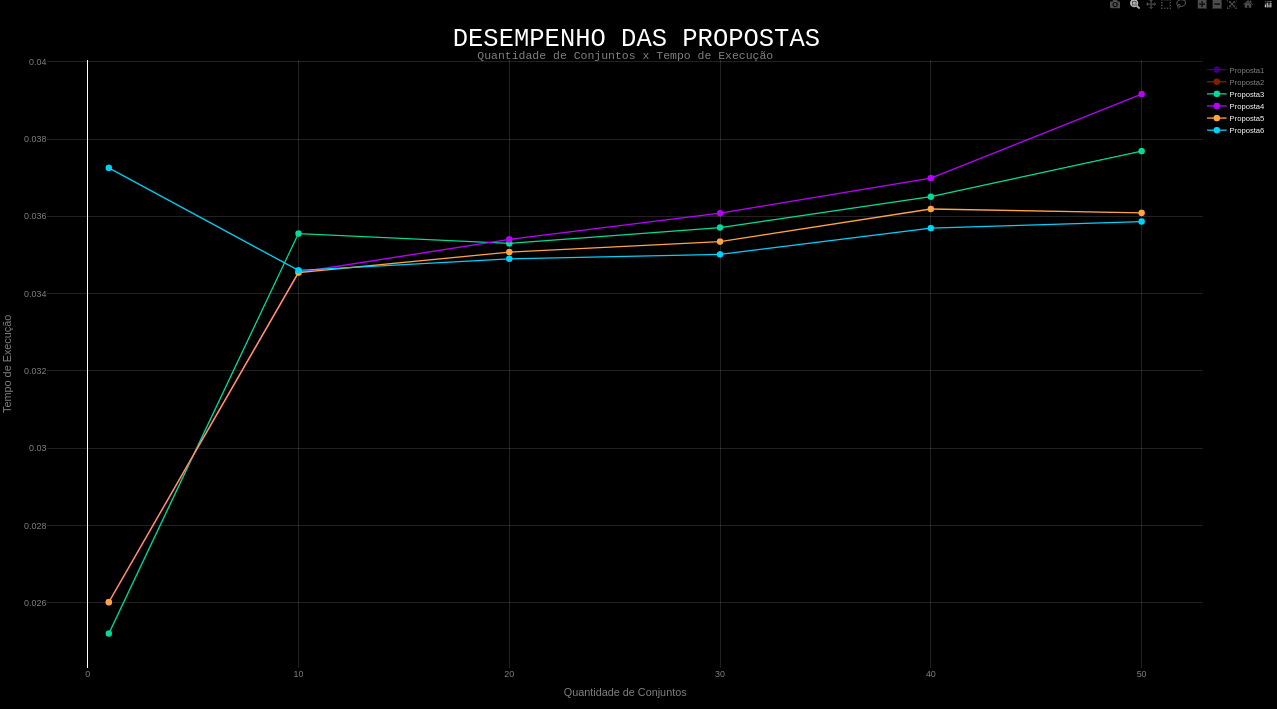 DESEMPENHO DAS PROPOSTAS
Quantidade de Conjuntos x Tempo de Execução
0.04
0.038
0.036
0.034
0.032
0.03
0.028
0.026
Tempo de Execução
0
10
20
30
40
50
Quantidade de Conjuntos
Proposta1
Proposta2
Proposta3
Proposta4
Proposta5
Proposta6